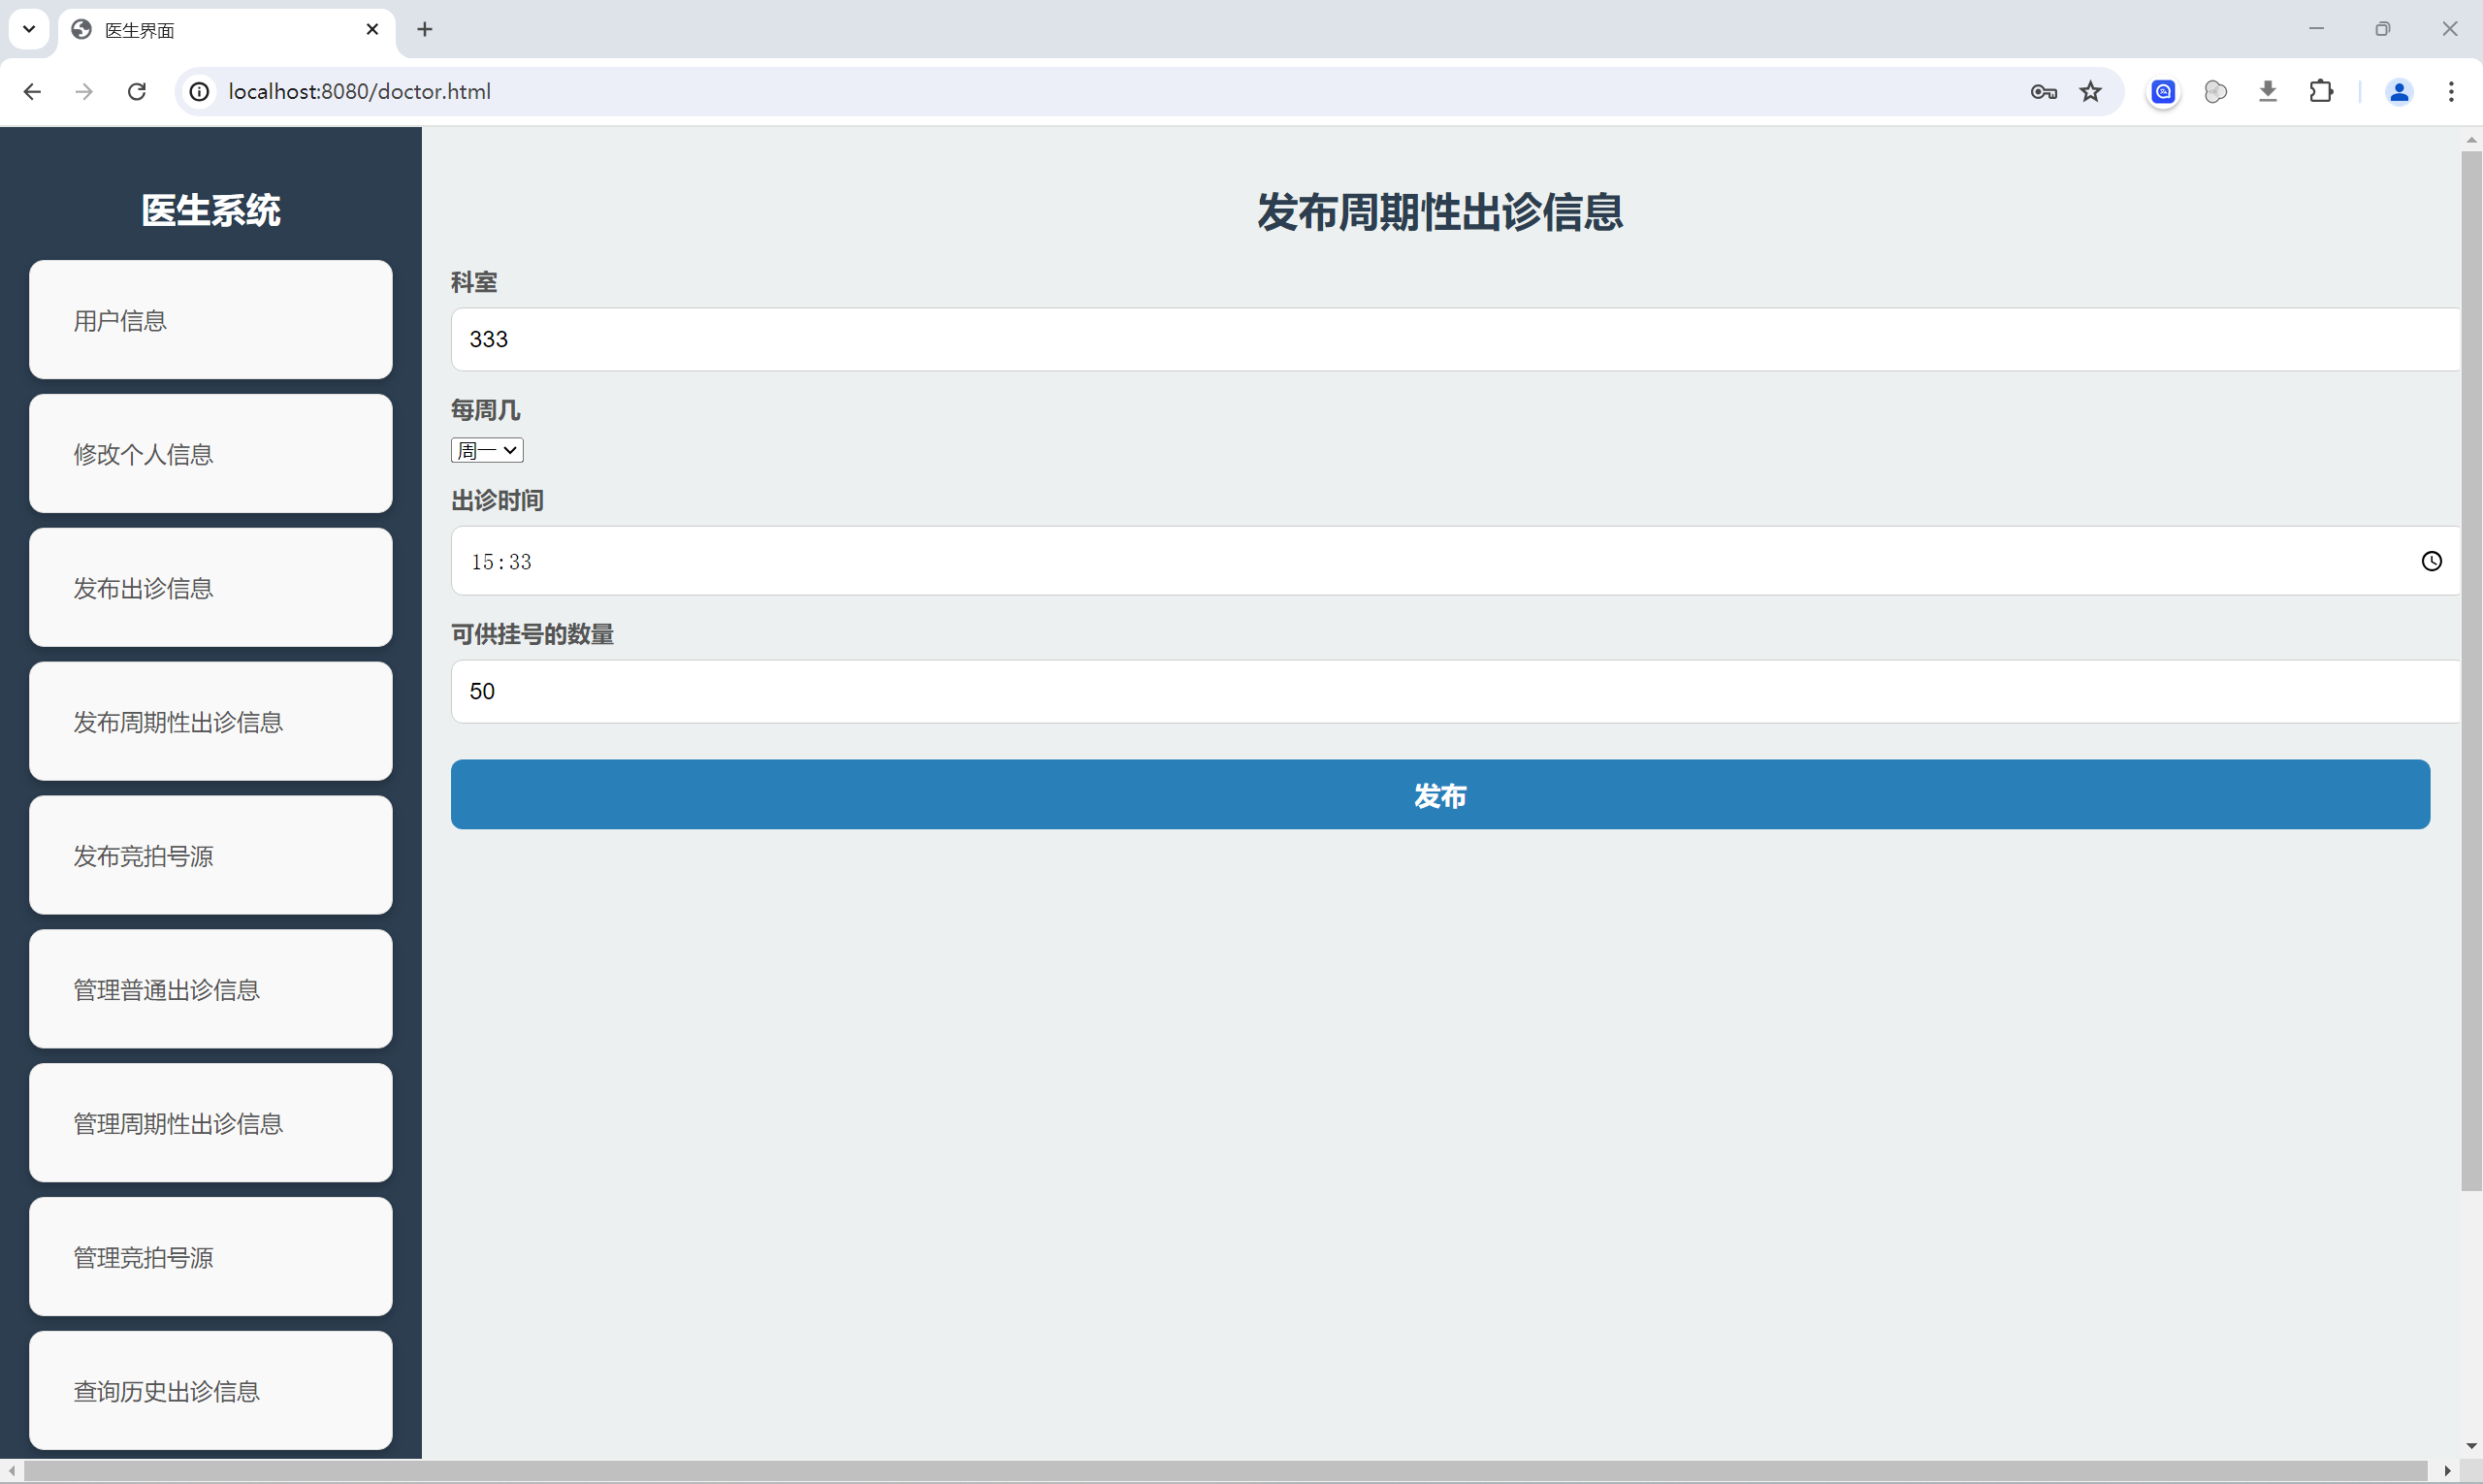 医生界面
localhost:8080/doctor.html
医生系统
用户信息
修改个人信息
发布出诊信息
发布周期性出诊信息
发布竞拍号源
管理普通出诊信息
管理周期性出诊信息
管理竞拍号源
查询历史出诊信息
发布周期性出诊信息
科室
333
每周几
周一
出诊时间
15:33
可供挂号的数量
50
发布